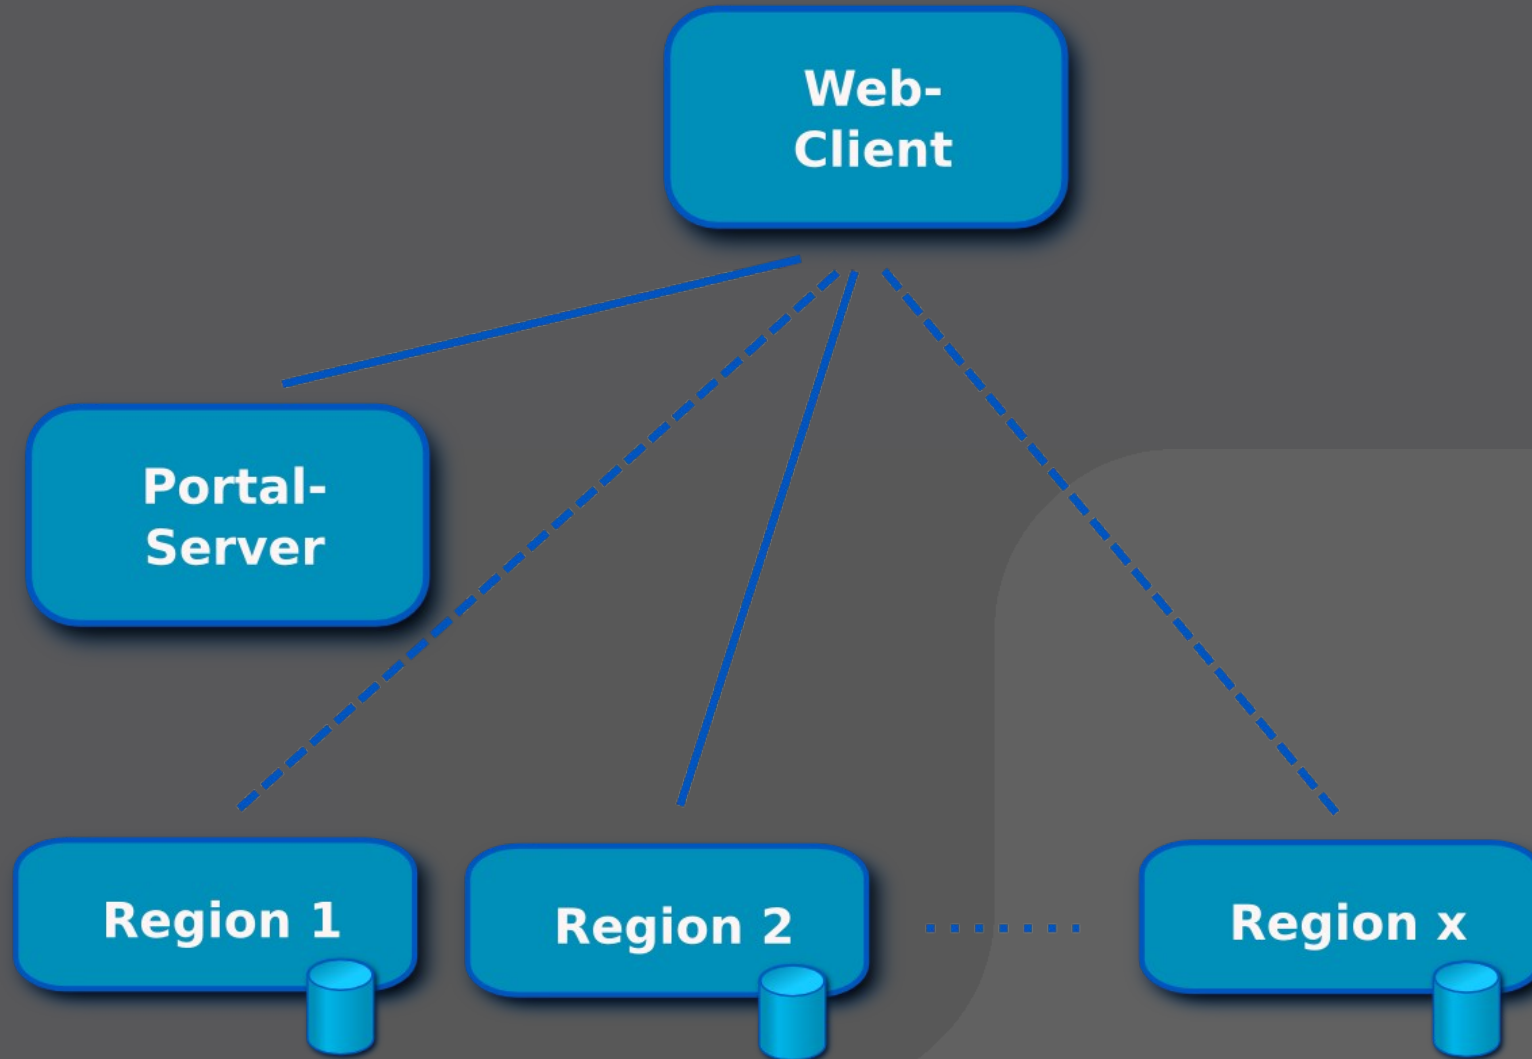 Web-
Client
Portal-
Server
Region 1
Region 2
Region x